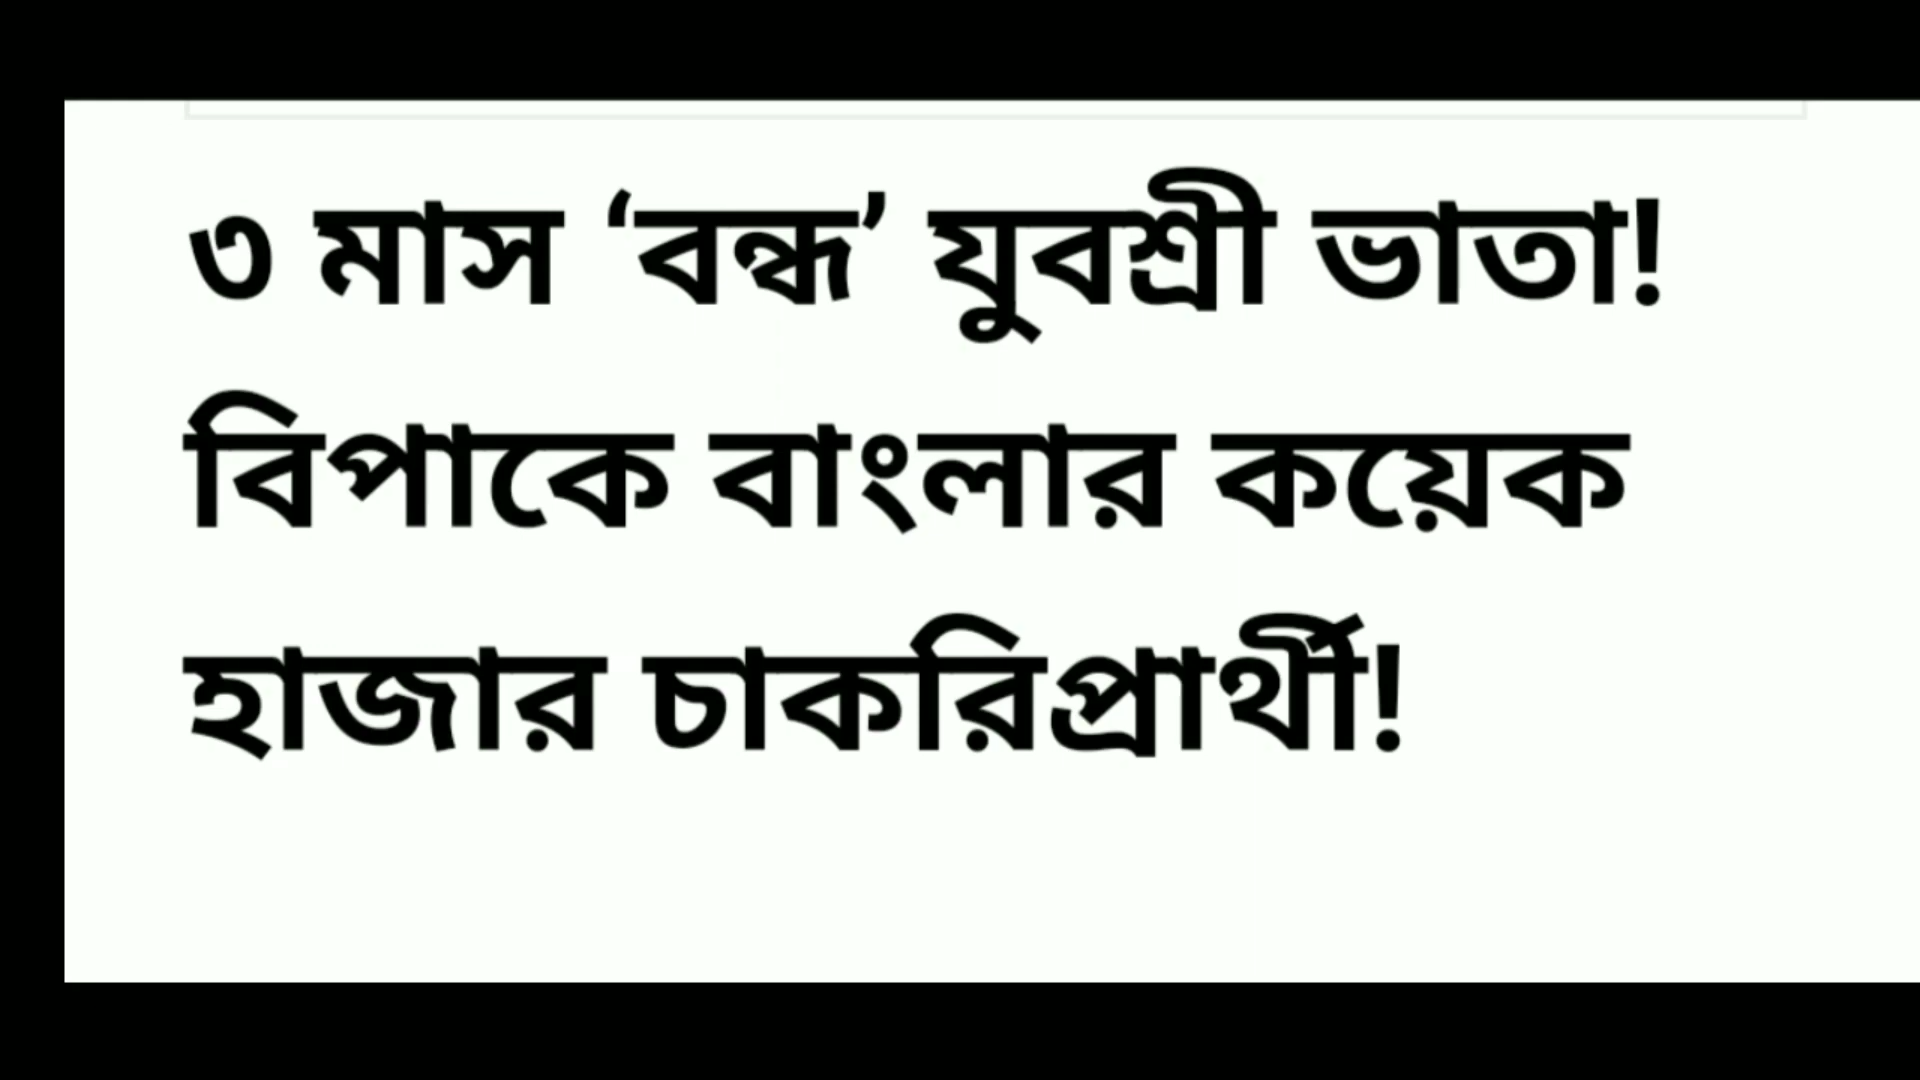 ৩ মাস ‘বন্ধ’ যুবশ্রী ভাতা!
বিপাকে বাংলার কয়েক
হাজার চাকরিপ্রার্থী!